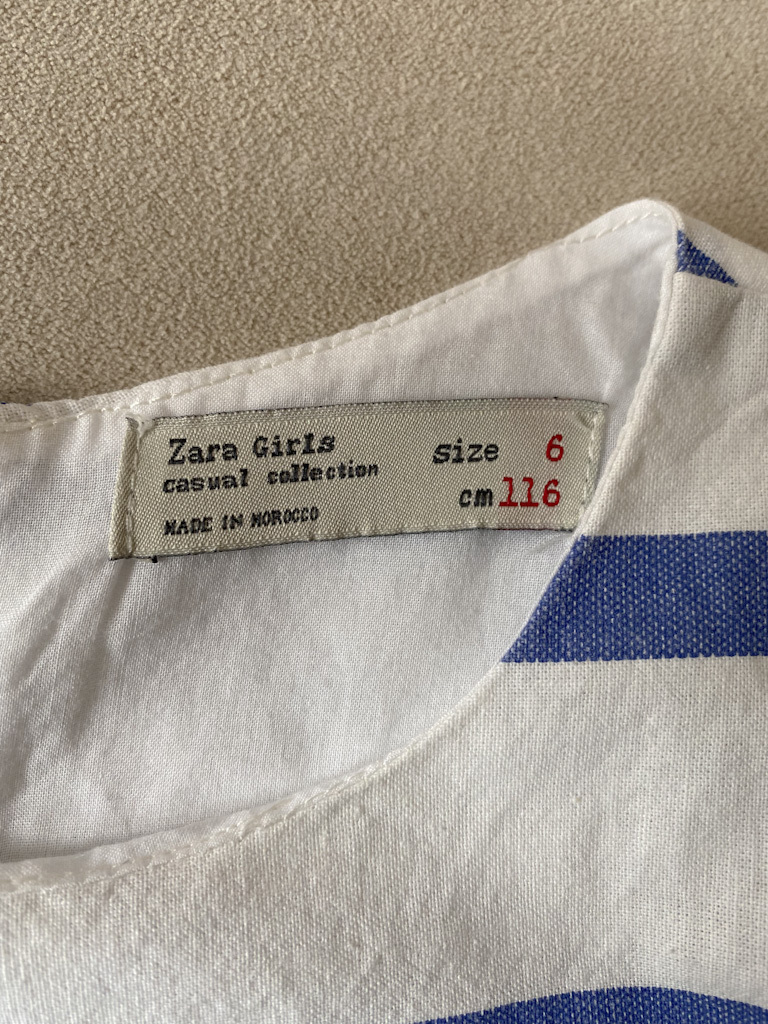 Zara Girls
casual collection
MADE IN MOROCCO
size 6
cm 116